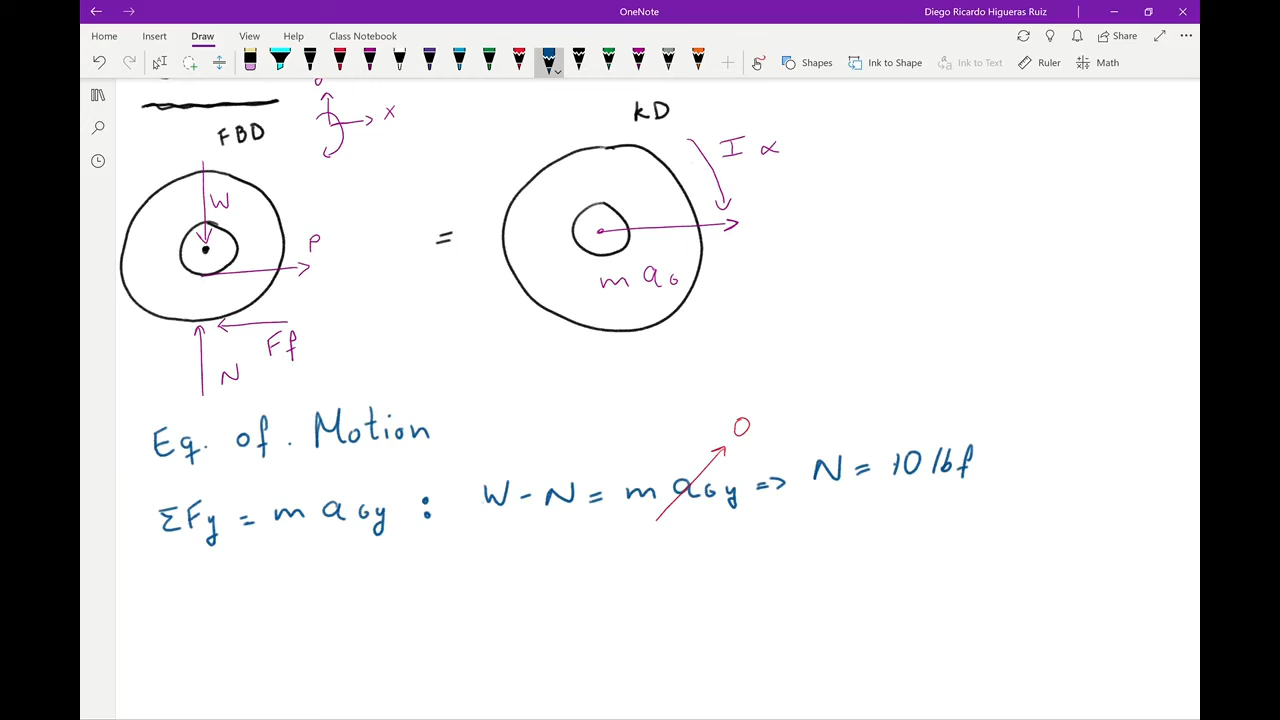 OneNote
Diego Ricardo Higueras Ruiz
Home Insert Draw View Help Class Notebook
Share
Shapes Ink to Shape Ink to Text Ruler Math
x
FBD
KD
I α
W
P
=
m aG
Ff
N
Eq. of. Motion
0
ΣFy = m aGy : W - N = m aGy => N = 10 lbf